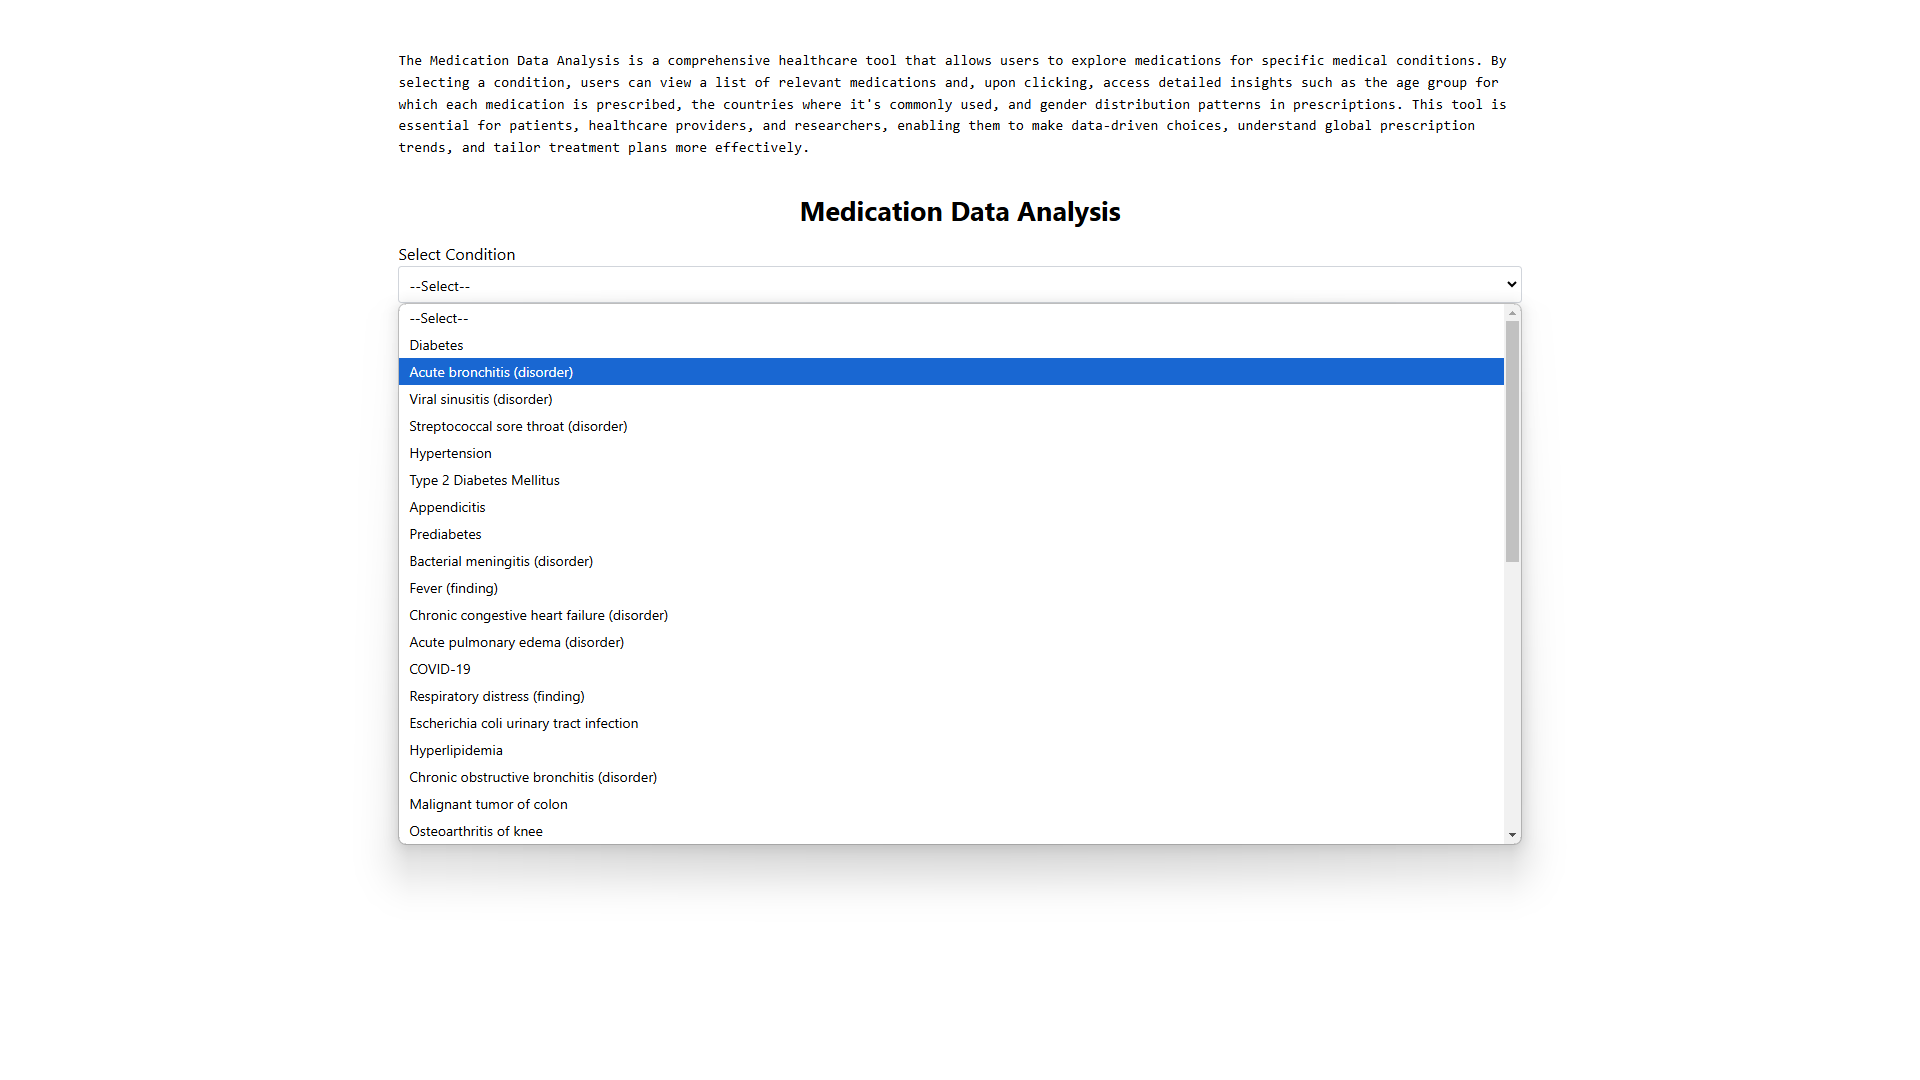 The Medication Data Analysis is a comprehensive healthcare tool that allows users to explore medications for specific medical conditions. By
selecting a condition, users can view a list of relevant medications and, upon clicking, access detailed insights such as the age group for
which each medication is prescribed, the countries where it's commonly used, and gender distribution patterns in prescriptions. This tool is
essential for patients, healthcare providers, and researchers, enabling them to make data-driven choices, understand global prescription
trends, and tailor treatment plans more effectively.
Medication Data Analysis
Select Condition
--Select--
--Select--
Diabetes
Acute bronchitis (disorder)
Viral sinusitis (disorder)
Streptococcal sore throat (disorder)
Hypertension
Type 2 Diabetes Mellitus
Appendicitis
Prediabetes
Bacterial meningitis (disorder)
Fever (finding)
Chronic congestive heart failure (disorder)
Acute pulmonary edema (disorder)
COVID-19
Respiratory distress (finding)
Escherichia coli urinary tract infection
Hyperlipidemia
Chronic obstructive bronchitis (disorder)
Malignant tumor of colon
Osteoarthritis of knee